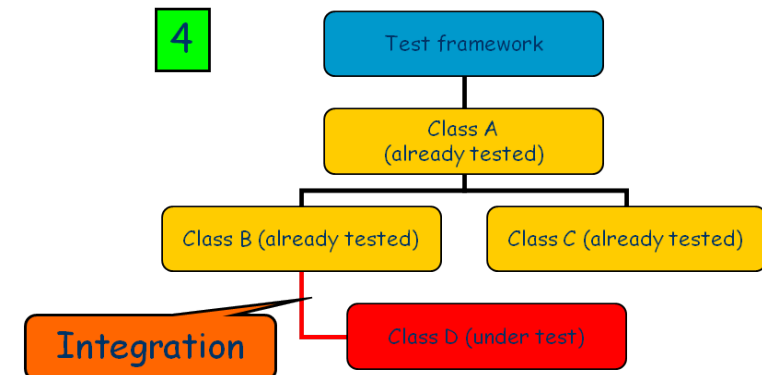 4
Test framework
Class A
(already tested)
Class B (already tested)
Class C (already tested)
Integration
Class D (under test)